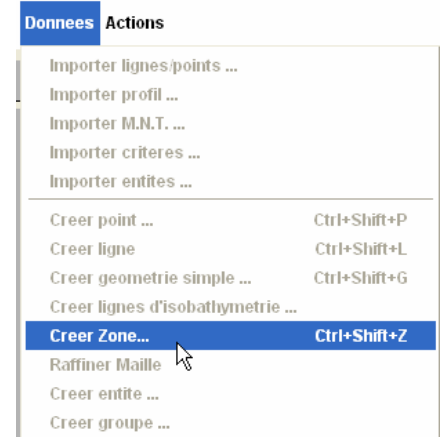 Donnees Actions
Importer lignes/points ...
Importer profil ...
Importer M.N.T. ...
Importer criteres ...
Importer entites ...
Creer point ... Ctrl+Shift+P
Creer ligne Ctrl+Shift+L
Creer geometrie simple ... Ctrl+Shift+G
Creer lignes d'isobathymetrie ...
Creer Zone... Ctrl+Shift+Z
Raffiner Maille
Creer entite ...
Creer groupe ...